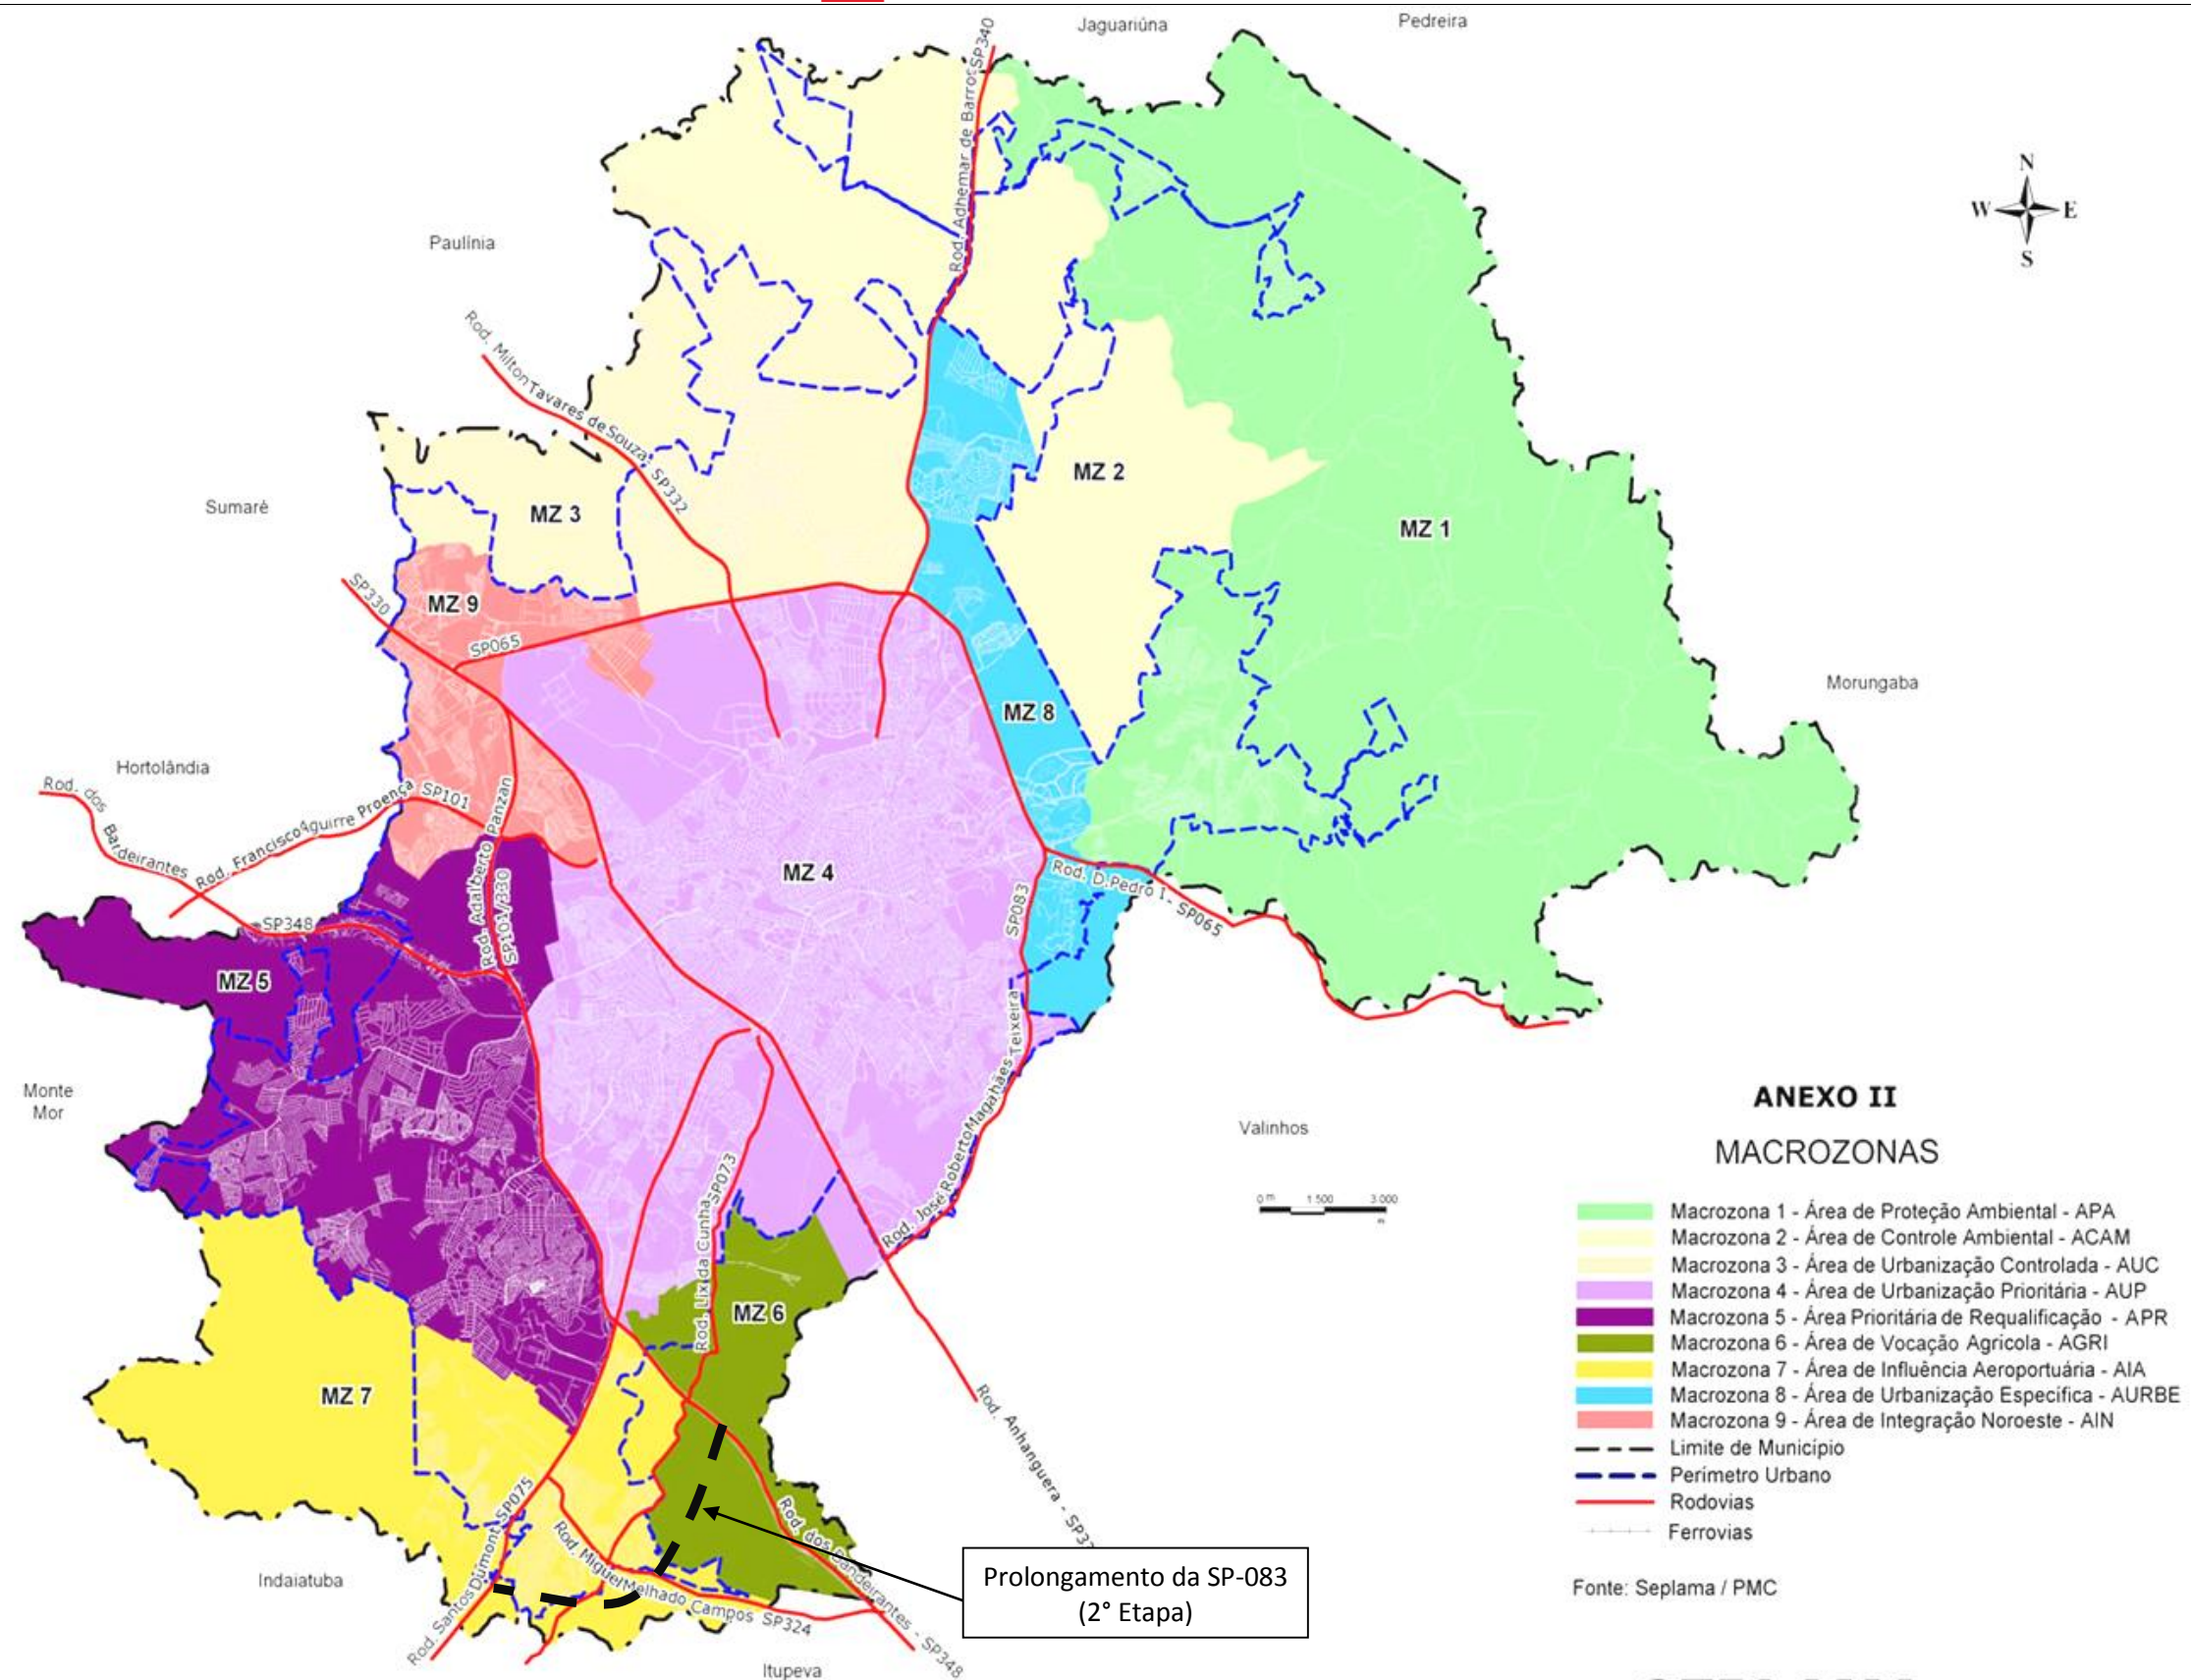 Jaguariúna
Pedreira
Rod. Adhemar de Barros SP340
N
W E
S
Paulínia
Rod. Milton Tavares de Souza, SP332
Sumaré
MZ 3
MZ 2
MZ 1
SP330
MZ 9
SP065
MZ 8
Morungaba
Hortolândia
Rod. dos Bandeirantes
Rod. Francisco Aguirre Proença SP101
Rod. Adalberto Panzan
SP101/330
SP348
MZ 4
Rod. D.Pedro I - SP065
SP083
MZ 5
Monte
Mor
Rod. José Roberto Magahães Teixeira
Valinhos
0 m 1 500 3 000
m
Rod. Lix da Cunha SP073
MZ 6
MZ 7
Rod. Anhanguera - SP33
Rod. Santos Dumont SP075
Rod. Miguel Melhado Campos SP324
Rod. dos Bandeirantes - SP348
Indaiatuba
Itupeva
Prolongamento da SP-083
(2° Etapa)
ANEXO II
MACROZONAS
Macrozona 1 - Área de Proteção Ambiental - APA
Macrozona 2 - Área de Controle Ambiental - ACAM
Macrozona 3 - Área de Urbanização Controlada - AUC
Macrozona 4 - Área de Urbanização Prioritária - AUP
Macrozona 5 - Área Prioritária de Requalificação - APR
Macrozona 6 - Área de Vocação Agrícola - AGRI
Macrozona 7 - Área de Influência Aeroportuária - AIA
Macrozona 8 - Área de Urbanização Específica - AURBE
Macrozona 9 - Área de Integração Noroeste - AIN
Limite de Município
Perímetro Urbano
Rodovias
Ferrovias
Fonte: Seplama / PMC